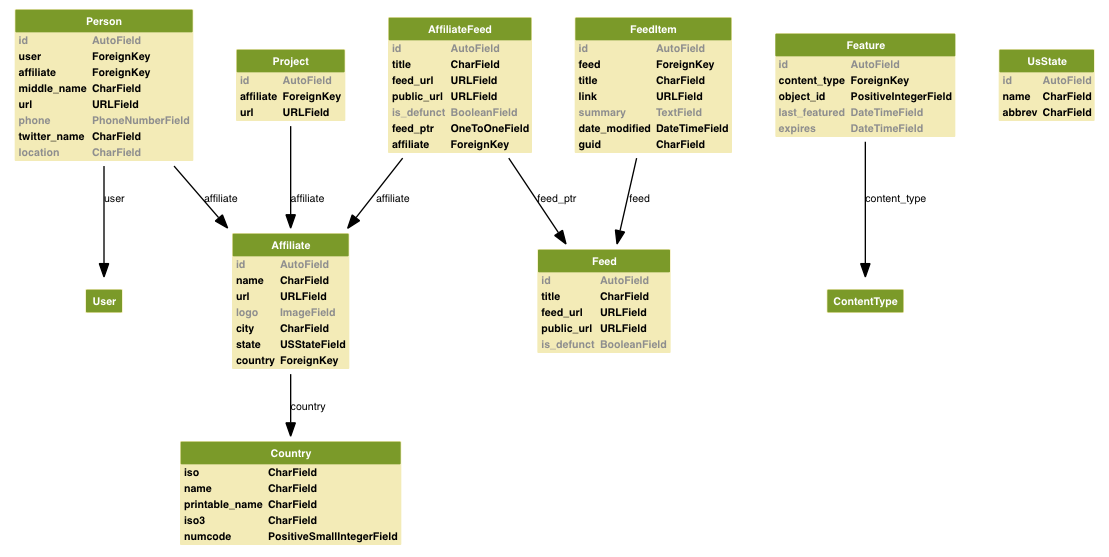 Person
id AutoField
user ForeignKey
affiliate ForeignKey
middle_name CharField
url URLField
phone PhoneNumberField
twitter_name CharField
location CharField
Project
id AutoField
affiliate ForeignKey
url URLField
AffiliateFeed
id AutoField
title CharField
feed_url URLField
public_url URLField
is_defunct BooleanField
feed_ptr OneToOneField
affiliate ForeignKey
FeedItem
id AutoField
feed ForeignKey
title CharField
link URLField
summary TextField
date_modified DateTimeField
guid CharField
Feature
id AutoField
content_type ForeignKey
object_id PositiveIntegerField
last_featured DateTimeField
expires DateTimeField
UsState
id AutoField
name CharField
abbrev CharField
user
affiliate
affiliate
affiliate
feed_ptr
feed
content_type
User
Affiliate
id AutoField
name CharField
url URLField
logo ImageField
city CharField
state USStateField
country ForeignKey
Feed
id AutoField
title CharField
feed_url URLField
public_url URLField
is_defunct BooleanField
ContentType
country
Country
iso CharField
name CharField
printable_name CharField
iso3 CharField
numcode PositiveSmallIntegerField